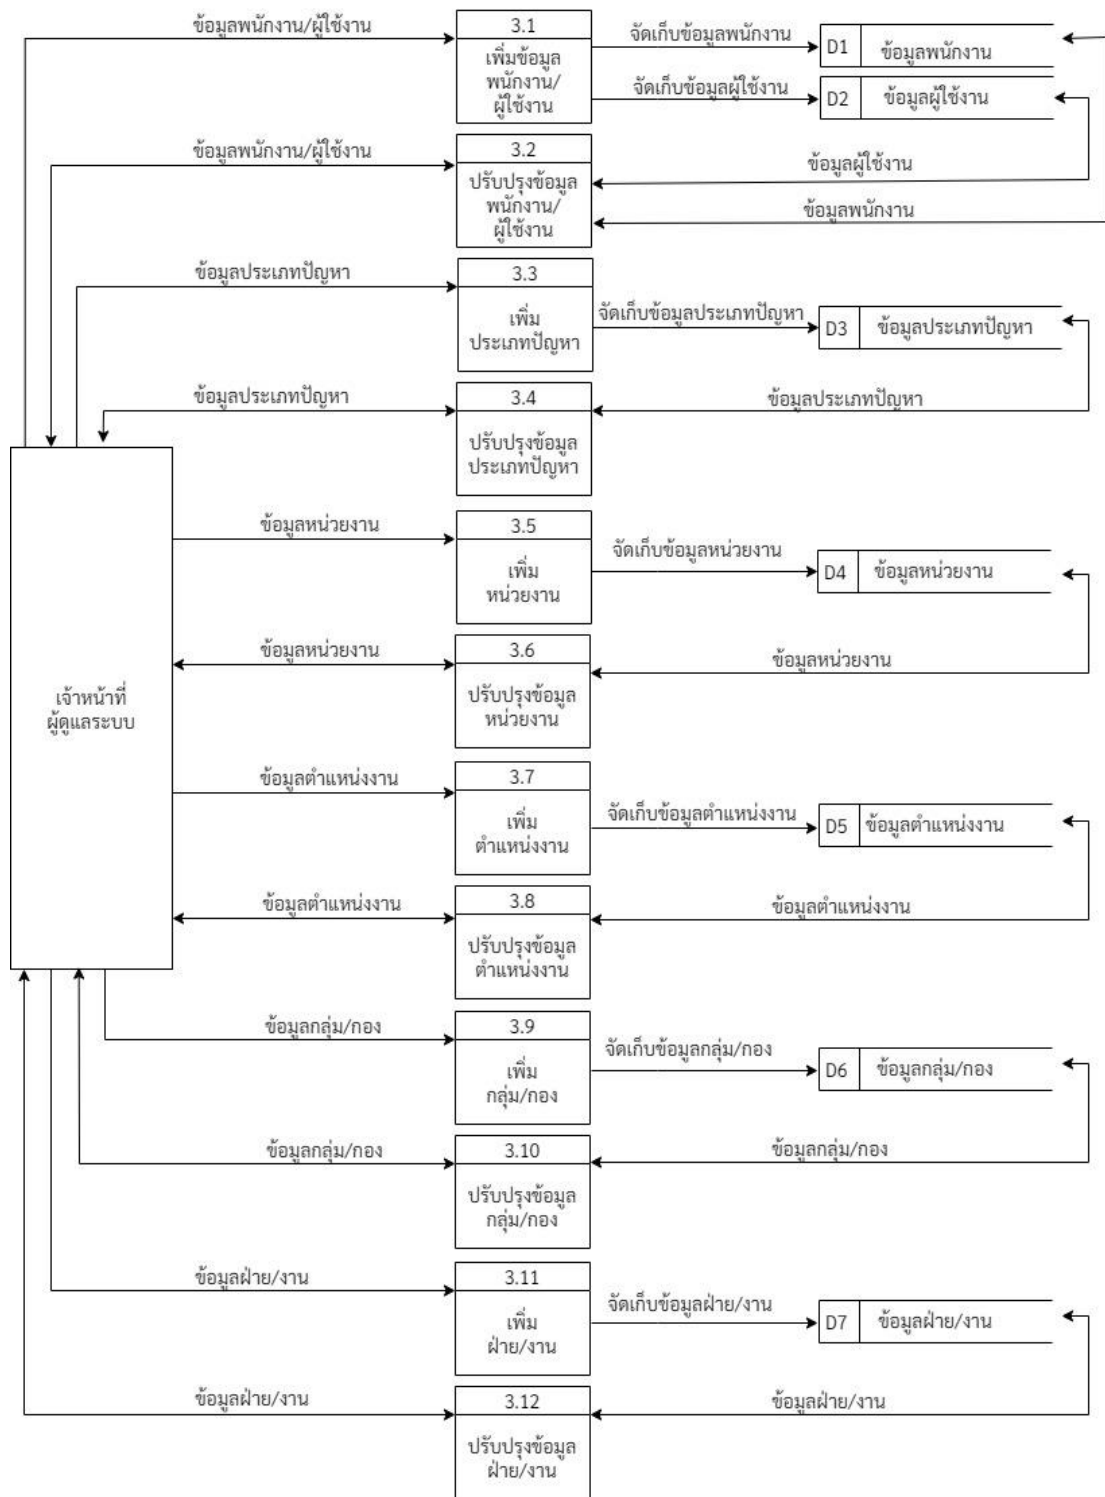 ข้อมูลพนักงาน/ผู้ใช้งาน
3.1
เพิ่มข้อมูล
พนักงาน/
ผู้ใช้งาน
จัดเก็บข้อมูลพนักงาน
D1
ข้อมูลพนักงาน
จัดเก็บข้อมูลผู้ใช้งาน
D2
ข้อมูลผู้ใช้งาน
ข้อมูลพนักงาน/ผู้ใช้งาน
3.2
ปรับปรุงข้อมูล
พนักงาน/
ผู้ใช้งาน
ข้อมูลผู้ใช้งาน
ข้อมูลพนักงาน
ข้อมูลประเภทปัญหา
3.3
เพิ่ม
ประเภทปัญหา
จัดเก็บข้อมูลประเภทปัญหา
D3
ข้อมูลประเภทปัญหา
ข้อมูลประเภทปัญหา
3.4
ปรับปรุงข้อมูล
ประเภทปัญหา
ข้อมูลประเภทปัญหา
เจ้าหน้าที่
ผู้ดูแลระบบ
ข้อมูลหน่วยงาน
3.5
เพิ่ม
หน่วยงาน
จัดเก็บข้อมูลหน่วยงาน
D4
ข้อมูลหน่วยงาน
ข้อมูลหน่วยงาน
3.6
ปรับปรุงข้อมูล
หน่วยงาน
ข้อมูลหน่วยงาน
ข้อมูลตำแหน่งงาน
3.7
เพิ่ม
ตำแหน่งงาน
จัดเก็บข้อมูลตำแหน่งงาน
D5
ข้อมูลตำแหน่งงาน
ข้อมูลตำแหน่งงาน
3.8
ปรับปรุงข้อมูล
ตำแหน่งงาน
ข้อมูลตำแหน่งงาน
ข้อมูลกลุ่ม/กอง
3.9
เพิ่ม
กลุ่ม/กอง
จัดเก็บข้อมูลกลุ่ม/กอง
D6
ข้อมูลกลุ่ม/กอง
ข้อมูลกลุ่ม/กอง
3.10
ปรับปรุงข้อมูล
กลุ่ม/กอง
ข้อมูลกลุ่ม/กอง
ข้อมูลฝ่าย/งาน
3.11
เพิ่ม
ฝ่าย/งาน
จัดเก็บข้อมูลฝ่าย/งาน
D7
ข้อมูลฝ่าย/งาน
ข้อมูลฝ่าย/งาน
3.12
ปรับปรุงข้อมูล
ฝ่าย/งาน
ข้อมูลฝ่าย/งาน